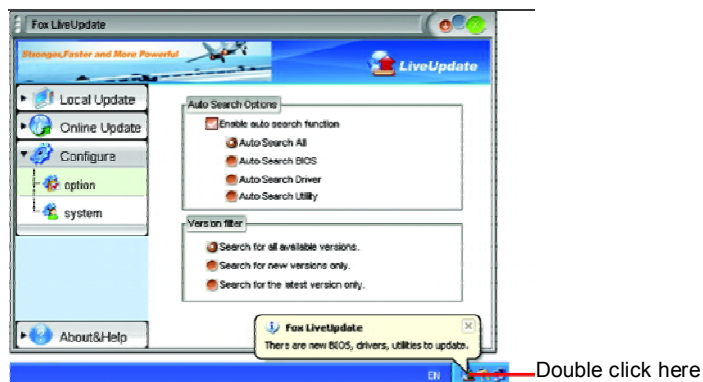 Fox LiveUpdate
Stronger,Faster and More Powerful
LiveUpdate
Local Update
Online Update
Configure
option
system
About&Help
Auto Search Options
Enable auto search function
Auto Search All
Auto Search BIOS
Auto Search Driver
Auto Search Utility
Version filter
Search for all available versions.
Search for new versions only.
Search for the latest version only.
Fox LiveUpdate
There are new BIOS, drivers, utilities to update.
EN
Double click here